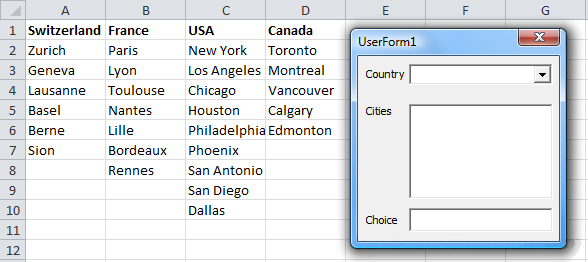 A B C D E F G
1 Switzerland France USA Canada
2 Zurich Paris New York Toronto
3 Geneva Lyon Los Angeles Montreal
4 Lausanne Toulouse Chicago Vancouver
5 Basel Nantes Houston Calgary
6 Berne Lille Philadelphia Edmonton
7 Sion Bordeaux Phoenix
8 Rennes San Antonio
9 San Diego
10 Dallas
11
12
UserForm1
Country
Cities
Choice